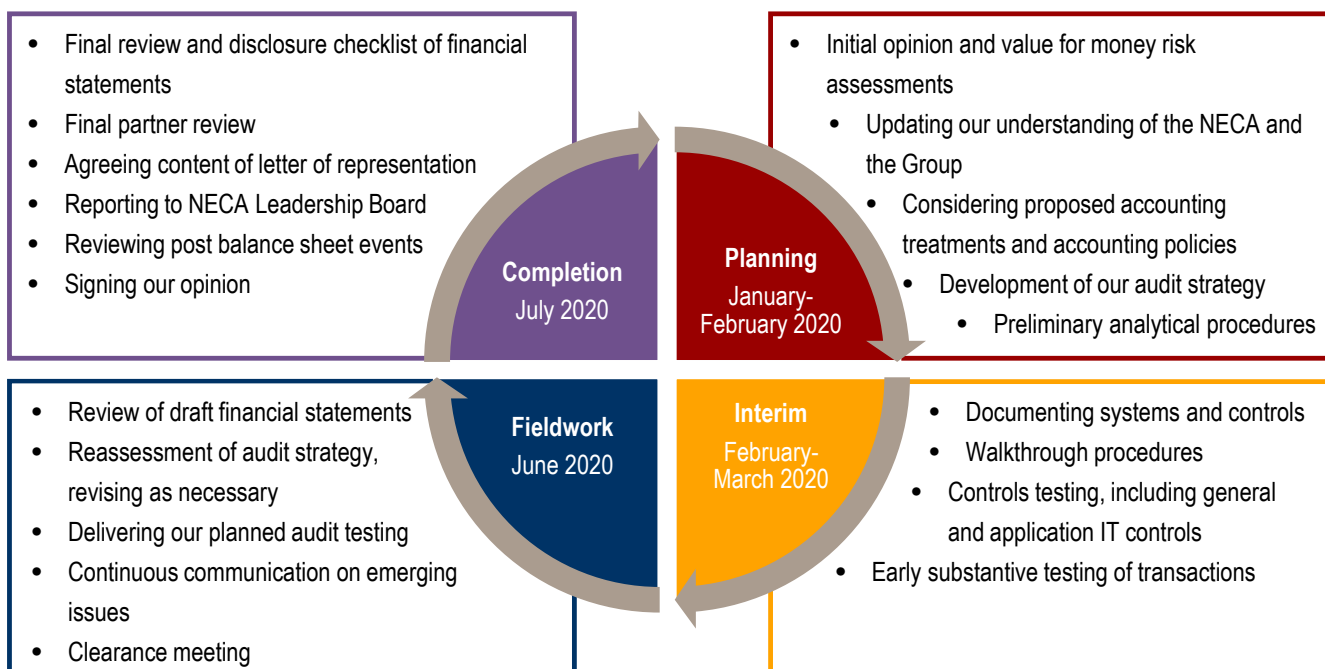 • Final review and disclosure checklist of financial
statements
• Final partner review
• Agreeing content of letter of representation
• Reporting to NECA Leadership Board
• Reviewing post balance sheet events
• Signing our opinion
Completion
July 2020
• Initial opinion and value for money risk
assessments
• Updating our understanding of the NECA and
the Group
• Considering proposed accounting
treatments and accounting policies
• Development of our audit strategy
• Preliminary analytical procedures
Planning
January-
February 2020
• Review of draft financial statements
• Reassessment of audit strategy,
revising as necessary
• Delivering our planned audit testing
• Continuous communication on emerging
issues
• Clearance meeting
Fieldwork
June 2020
Interim
February-
March 2020
• Documenting systems and controls
• Walkthrough procedures
• Controls testing, including general
and application IT controls
• Early substantive testing of transactions